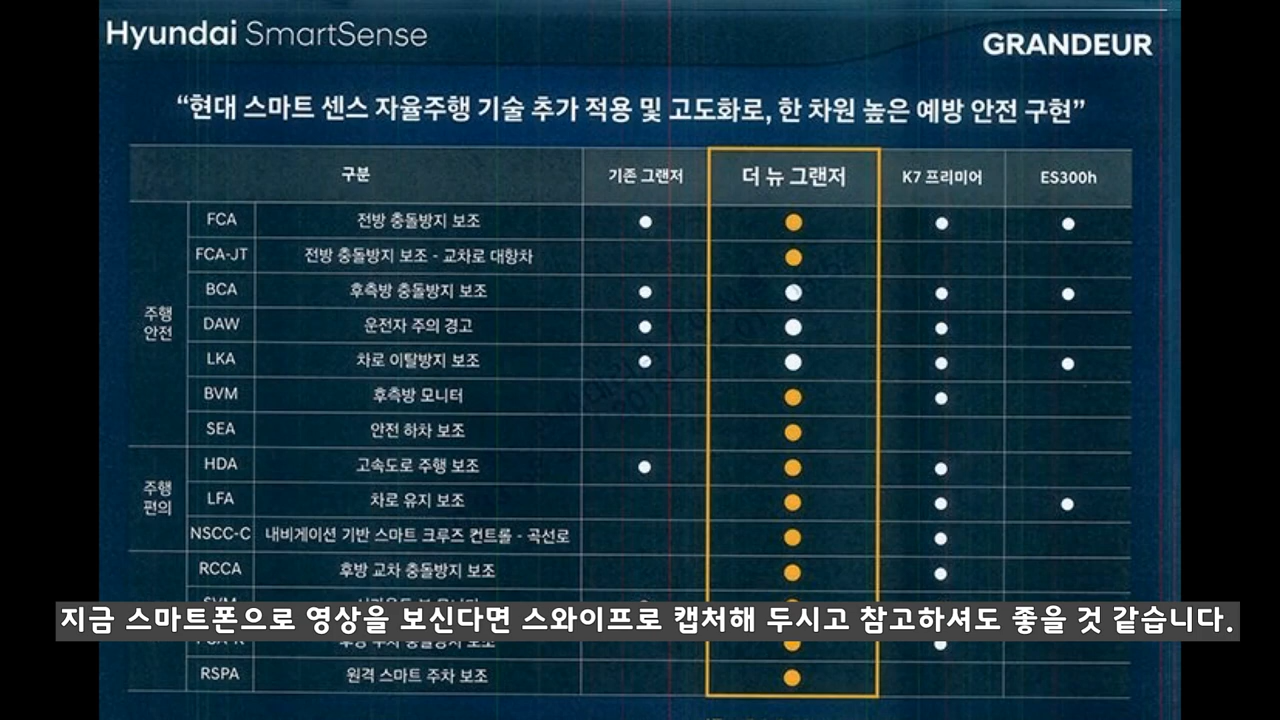 Hyundai SmartSense
GRANDEUR
“현대 스마트 센스 자율주행 기술 추가 적용 및 고도화로, 한 차원 높은 예방 안전 구현”
구분 기존 그랜저 더 뉴 그랜저 K7 프리미어 ES300h
주행 안전
FCA 전방 충돌방지 보조 ● ● ● ●
FCA-JT 전방 충돌방지 보조 - 교차로 대향차 ●
BCA 후측방 충돌방지 보조 ● ● ● ●
DAW 운전자 주의 경고 ● ● ●
LKA 차로 이탈방지 보조 ● ● ● ●
BVM 후측방 모니터 ● ●
SEA 안전 하차 보조 ●
주행 편의
HDA 고속도로 주행 보조 ● ● ●
LFA 차로 유지 보조 ● ● ●
NSCC-C 내비게이션 기반 스마트 크루즈 컨트롤 - 곡선로 ● ●
RCCA 후방 교차 충돌방지 보조 ● ●
지금 스마트폰으로 영상을 보신다면 스와이프로 캡처해 두시고 참고하셔도 좋을 것 같습니다.
RSPA 원격 스마트 주차 보조 ●